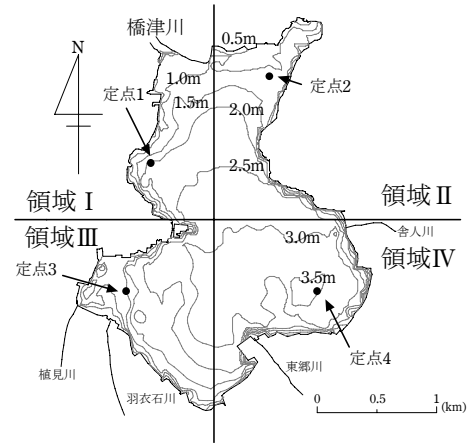 橋津川
0.5m
N
1.0m
定点2
定点1
1.5m
2.0m
2.5m
領域Ⅰ
領域Ⅱ
領域Ⅲ
3.0m
舎人川
領域Ⅳ
定点3
3.5m
定点4
植見川
羽衣石川
東郷川
0 0.5 1
(km)